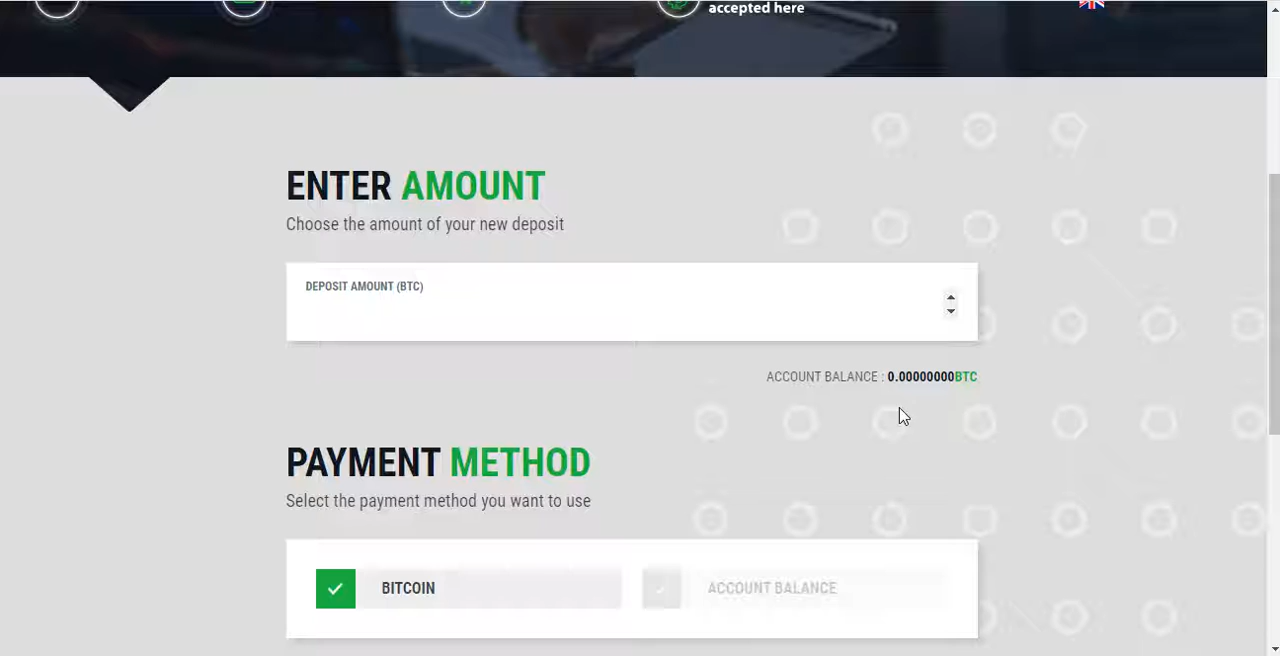 accepted here
ENTER AMOUNT
Choose the amount of your new deposit
DEPOSIT AMOUNT (BTC)
ACCOUNT BALANCE : 0.00000000BTC
PAYMENT METHOD
Select the payment method you want to use
BITCOIN
ACCOUNT BALANCE